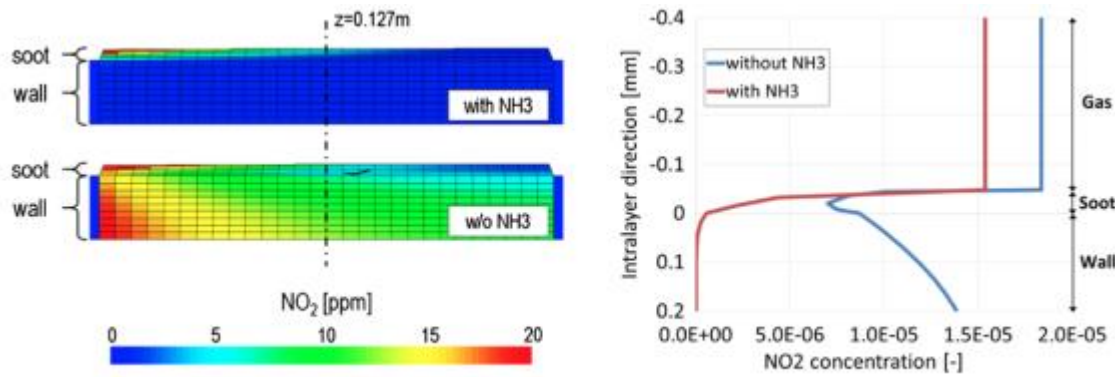 z=0.127m
soot
wall
with NH3
soot
wall
w/o NH3
NO2 [ppm]
0 5 10 15 20
Intralayer direction [mm]
-0.4
-0.3
-0.2
-0.1
0
0.1
0.2
without NH3
with NH3
Gas
Soot
Wall
0.0E+00 5.0E-06 1.0E-05 1.5E-05 2.0E-05
NO2 concentration [-]